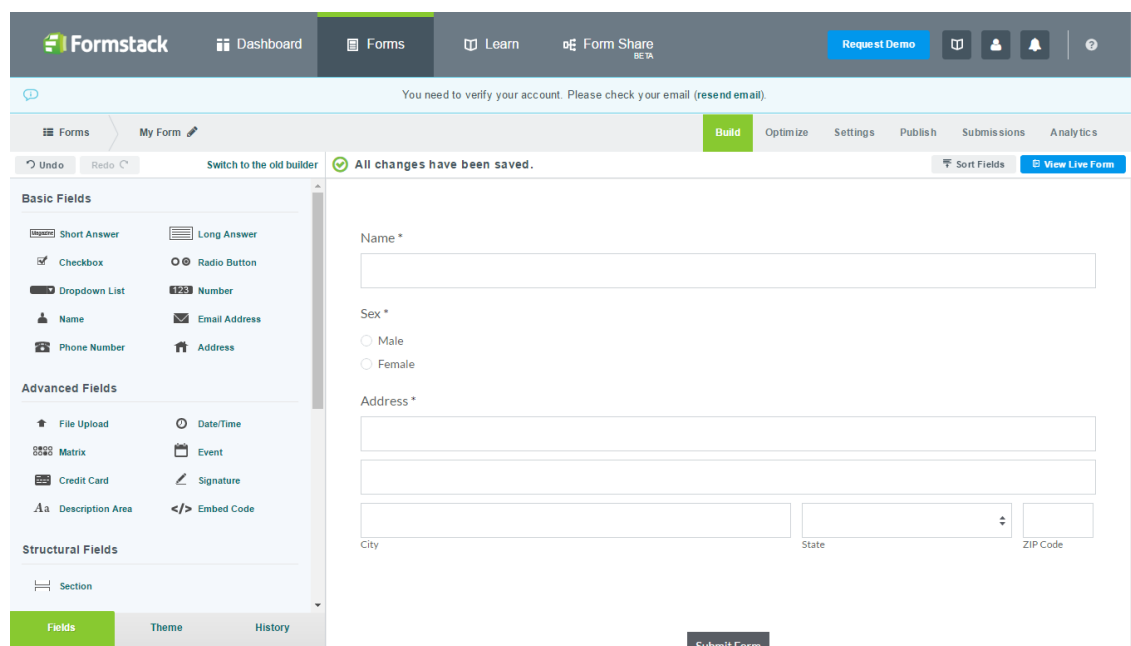 Formstack Dashboard Forms Learn Form Share Request Demo
BETA
You need to verify your account. Please check your email (resend email).
Forms My Form Build Optimize Settings Publish Submissions Analytics
Undo Redo Switch to the old builder All changes have been saved. Sort Fields View Live Form
Basic Fields
Short Answer Long Answer
Checkbox Radio Button
Dropdown List 123 Number
Name Email Address
Phone Number Address
Advanced Fields
File Upload Date/Time
Matrix Event
Credit Card Signature
Aa Description Area </> Embed Code
Structural Fields
Section
Fields Theme History
Name *
Sex *
Male
Female
Address *
City State ZIP Code
Submit Form